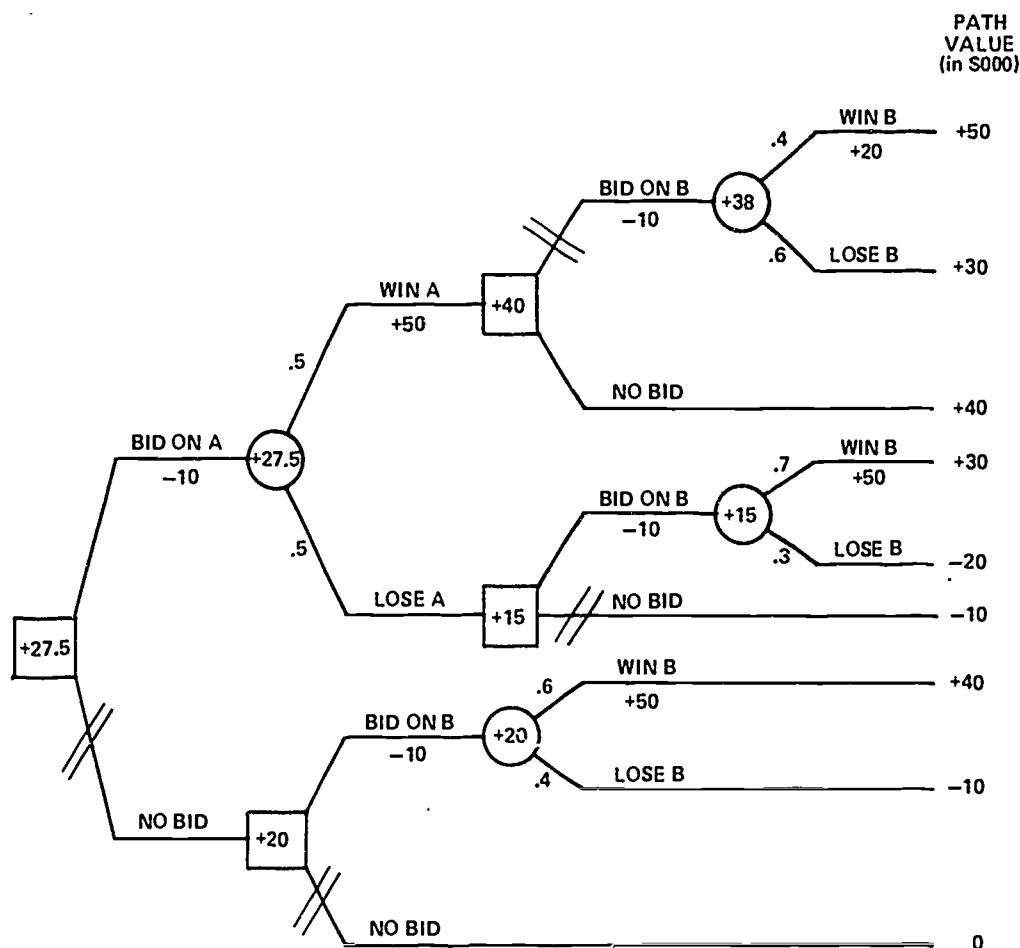 PATH
VALUE
(in S000)
WIN B
+50
.4
+20
BID ON B
+38
−10
.6
LOSE B
+30
WIN A
+40
+50
.5
NO BID
+40
BID ON A
WIN B
+30
+27.5
.7
+50
−10
BID ON B
+15
−10
.5
.3
LOSE B
−20
LOSE A
NO BID
−10
+15
+27.5
WIN B
+40
.6
+50
BID ON B
+20
−10
.4
LOSE B
−10
NO BID
+20
NO BID
0